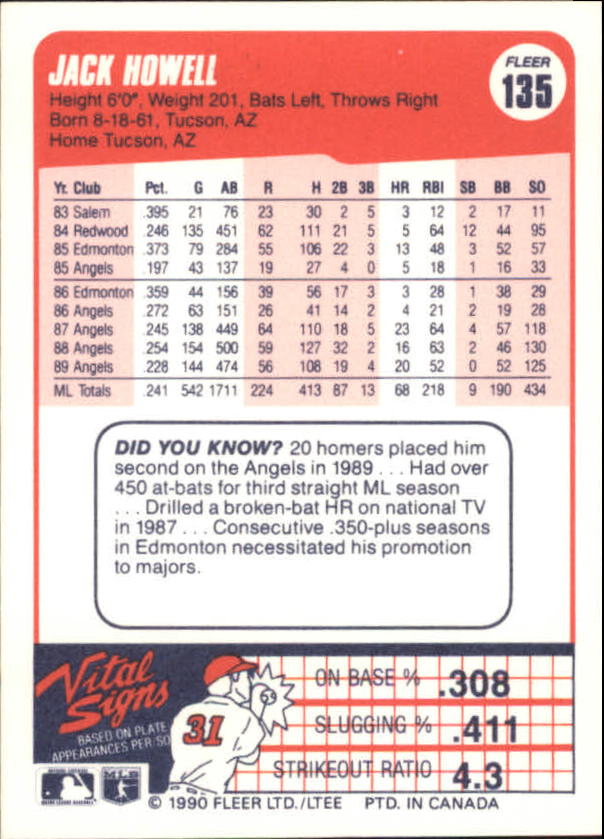 JACK HOWELL
FLEER
135
Height 6'0", Weight 201, Bats Left, Throws Right
Born 8-18-61, Tucson, AZ
Home Tucson, AZ
Yr. Club Pct. G AB R H 2B 3B HR RBI SB BB SO
83 Salem .395 21 76 23 30 2 5 3 12 2 17 11
84 Redwood .246 135 451 62 111 21 5 5 64 12 44 95
85 Edmonton .373 79 284 55 106 22 3 13 48 3 52 57
85 Angels .197 43 137 19 27 4 0 5 18 1 16 33
86 Edmonton .359 44 156 39 56 17 3 3 28 1 38 29
86 Angels .272 63 151 26 41 14 2 4 21 2 19 28
87 Angels .245 138 449 64 110 18 5 23 64 4 57 118
88 Angels .254 154 500 59 127 32 2 16 63 2 46 130
89 Angels .228 144 474 56 108 19 4 20 52 0 52 125
ML Totals .241 542 1711 224 413 87 13 68 218 9 190 434
DID YOU KNOW? 20 homers placed him
second on the Angels in 1989 . . . Had over
450 at-bats for third straight ML season
. . . Drilled a broken-bat HR on national TV
in 1987 . . . Consecutive .350-plus seasons
in Edmonton necessitated his promotion
to majors.
Vital
Signs
BASED ON PLATE
APPEARANCES PER SO
31
ON BASE % .308
SLUGGING % .411
STRIKEOUT RATIO 4.3
© 1990 FLEER LTD./LTEE PTD. IN CANADA